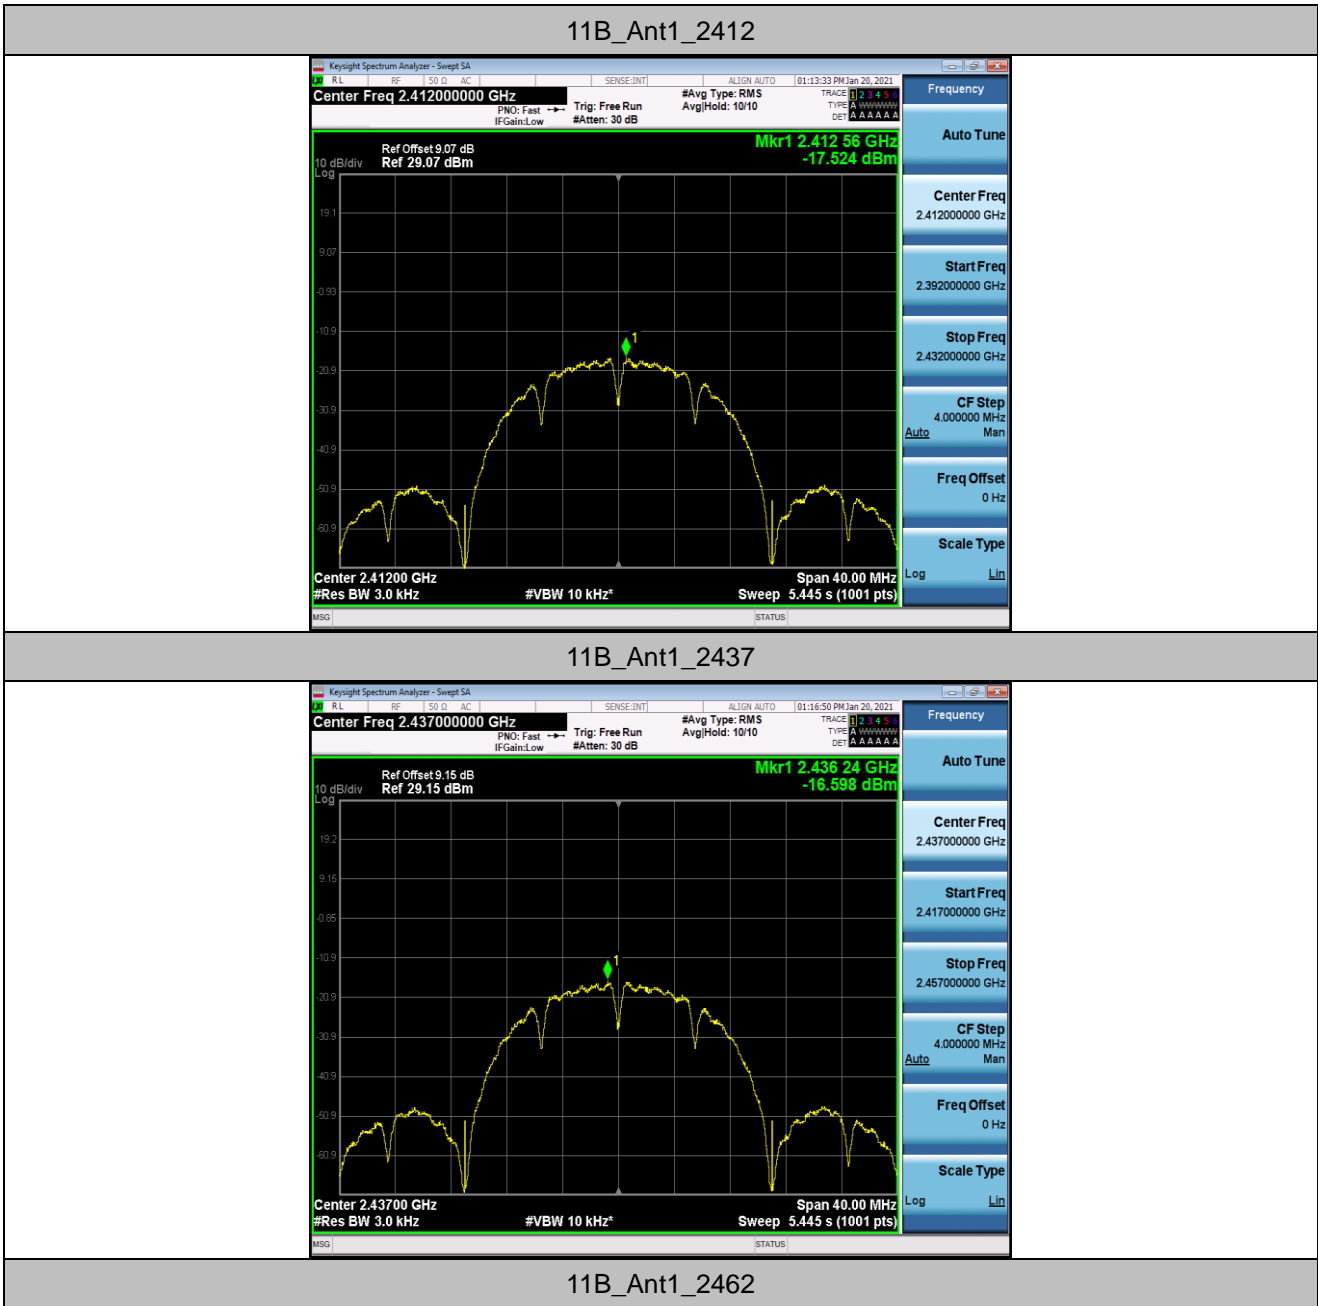 11B_Ant1_2412
Keysight Spectrum Analyzer - Swept SA
RL RF 50 Ω AC SENSE:INT ALIGN AUTO 01:13:33 PM Jan 20, 2021
Center Freq 2.412000000 GHz
PNO: Fast
IFGain:Low
Trig: Free Run
#Atten: 30 dB
#Avg Type: RMS
Avg|Hold: 10/10
TRACE 1 2 3 4 5 6
TYPE A WWWWW
DET A A A A A A
Frequency
Mkr1 2.412 56 GHz
-17.524 dBm
Ref Offset 9.07 dB
10 dB/div Ref 29.07 dBm
Log
19.1
9.07
-0.93
-10.9
-20.9
-30.9
-40.9
-50.9
-60.9
1
Center 2.41200 GHz
Span 40.00 MHz
#Res BW 3.0 kHz
#VBW 10 kHz*
Sweep 5.445 s (1001 pts)
MSG
STATUS
Auto Tune
Center Freq
2.412000000 GHz
Start Freq
2.392000000 GHz
Stop Freq
2.432000000 GHz
CF Step
4.000000 MHz
Auto Man
Freq Offset
0 Hz
Scale Type
Log Lin
11B_Ant1_2437
Keysight Spectrum Analyzer - Swept SA
RL RF 50 Ω AC SENSE:INT ALIGN AUTO 01:16:50 PM Jan 20, 2021
Center Freq 2.437000000 GHz
PNO: Fast
IFGain:Low
Trig: Free Run
#Atten: 30 dB
#Avg Type: RMS
Avg|Hold: 10/10
TRACE 1 2 3 4 5 6
TYPE A WWWWW
DET A A A A A A
Frequency
Mkr1 2.436 24 GHz
-16.598 dBm
Ref Offset 9.15 dB
10 dB/div Ref 29.15 dBm
Log
19.2
9.15
-0.85
-10.9
-20.9
-30.9
-40.9
-50.9
-60.9
1
Center 2.43700 GHz
Span 40.00 MHz
#Res BW 3.0 kHz
#VBW 10 kHz*
Sweep 5.445 s (1001 pts)
MSG
STATUS
Auto Tune
Center Freq
2.437000000 GHz
Start Freq
2.417000000 GHz
Stop Freq
2.457000000 GHz
CF Step
4.000000 MHz
Auto Man
Freq Offset
0 Hz
Scale Type
Log Lin
11B_Ant1_2462